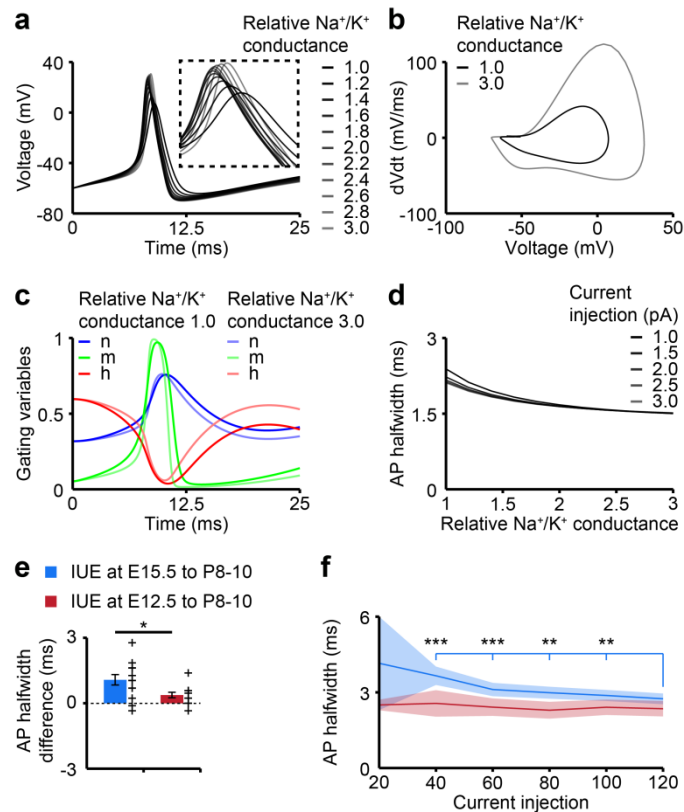 a
Relative Na⁺/K⁺
conductance
1.0
1.2
1.4
1.2
1.8
2.0
2.2
2.4
2.6
2.8
3.0
Voltage (mV)
40
0
-40
-80
0
12.5
25
Time (ms)
b
Relative Na⁺/K⁺
conductance
1.0
3.0
dVdt (mV/ms)
100
0
-100
-100
-50
0
50
Voltage (mV)
c
Relative Na⁺/K⁺
conductance 1.0
n
m
h
Relative Na⁺/K⁺
conductance 3.0
n
m
h
Gating variables
1
0.5
0
0
12.5
25
Time (ms)
d
Current
injection (pA)
1.0
1.5
2.0
2.5
3.0
AP halfwidth (ms)
3
1.5
0
1
1.5
2
2.5
3
Relative Na⁺/K⁺ conductance
e
IUE at E15.5 to P8-10
IUE at E12.5 to P8-10
AP halfwidth
difference (ms)
3
0
-3
*
f
AP halfwidth (ms)
6
3
0
*** *** ** **
20 40 60 80 100 120
Current injection